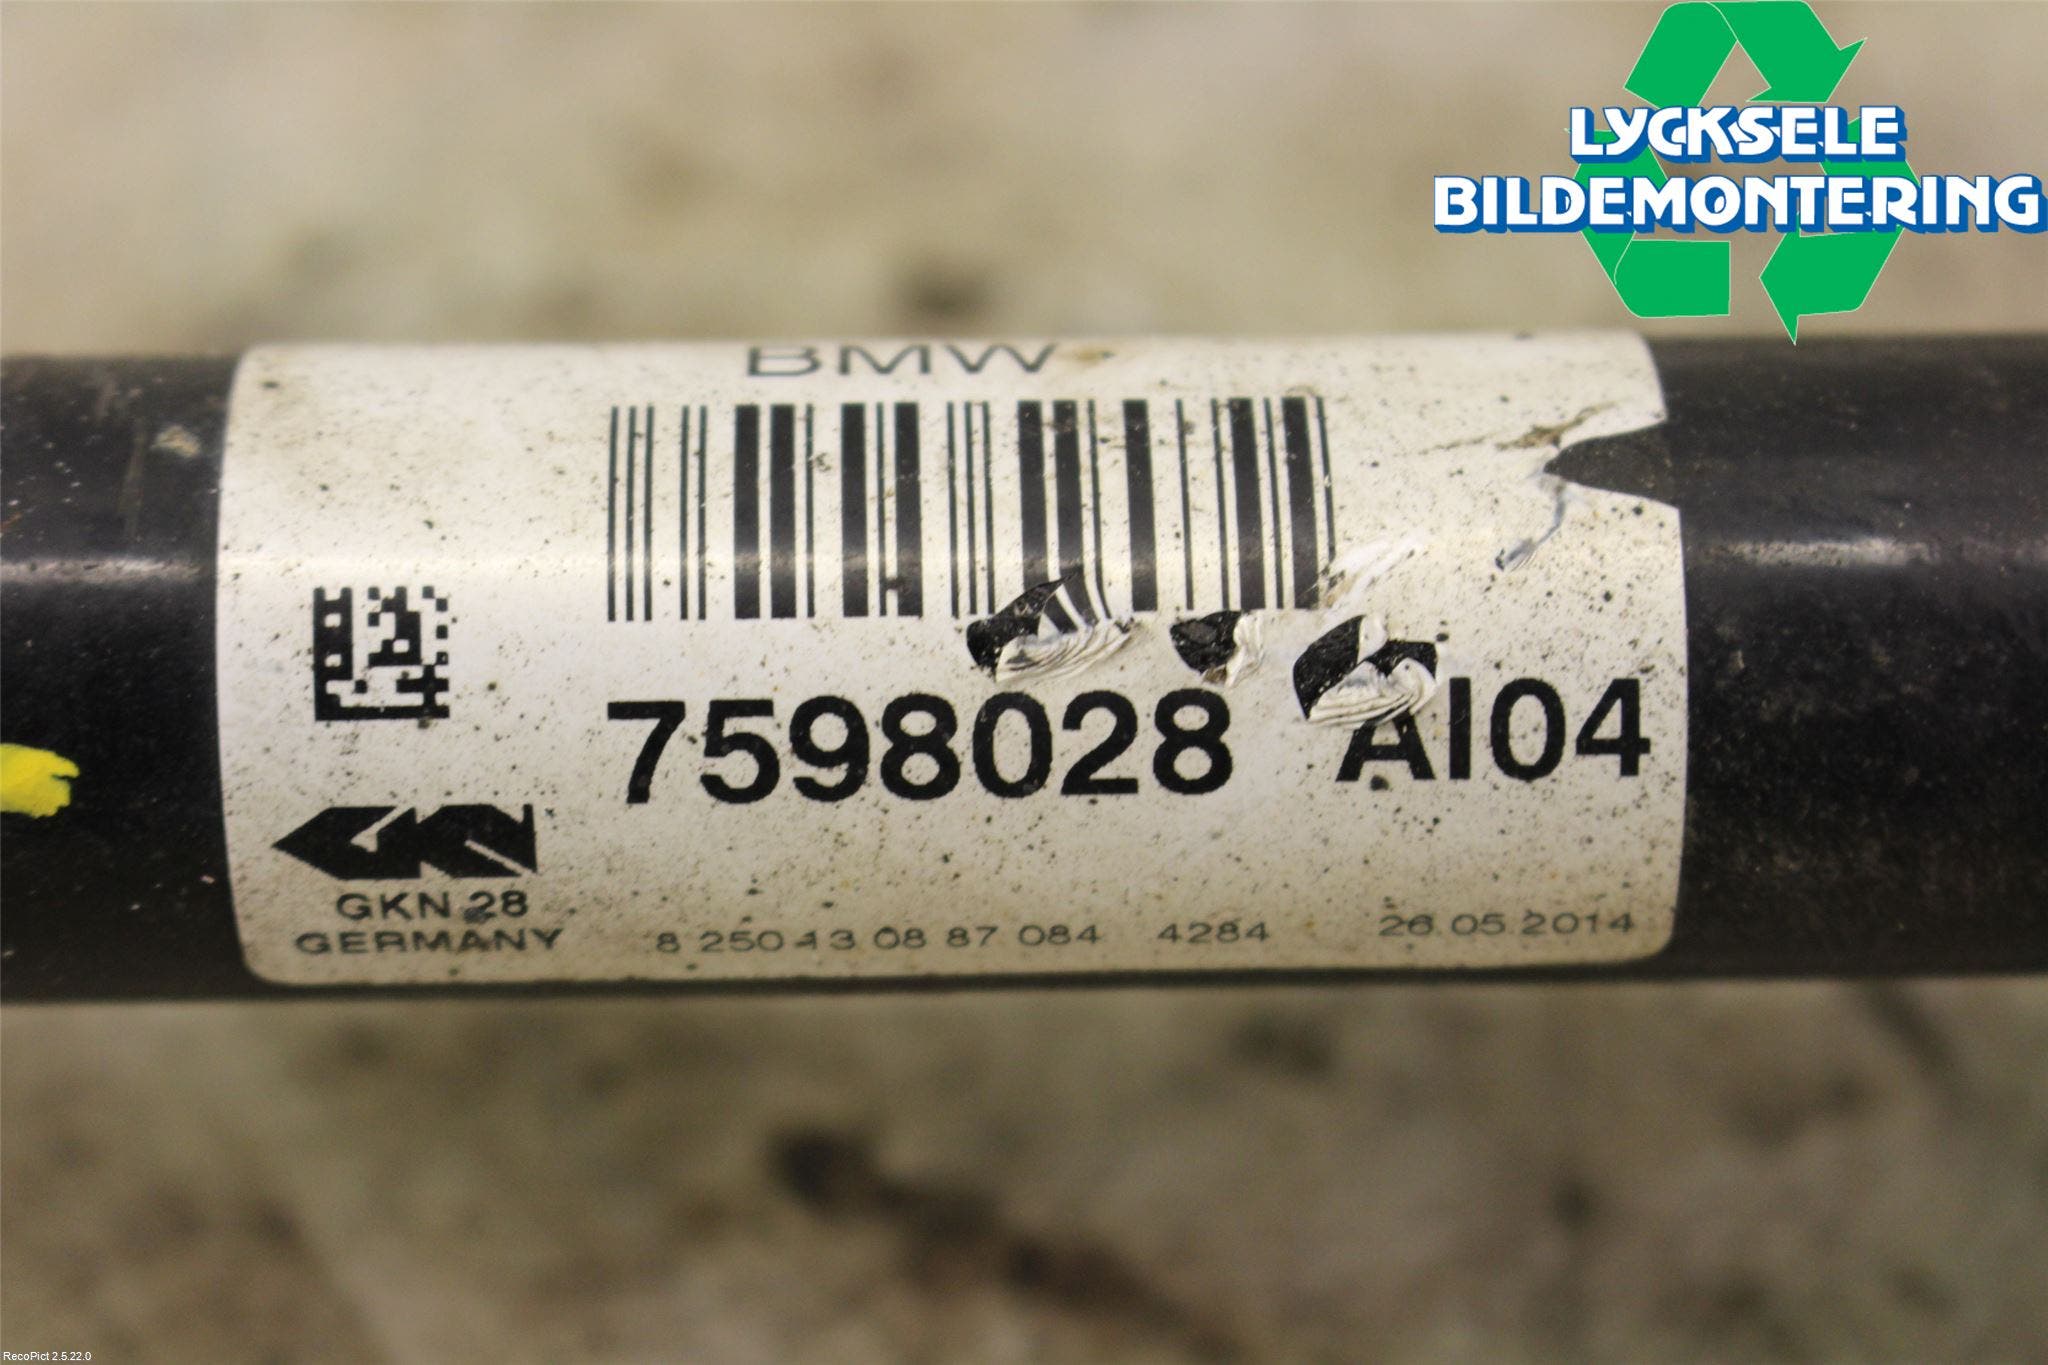 LYCKSELE
BILDEMONTERING
BMW
7598028 AI04
GKN 28
GERMANY
8 250 13 08 87 084 4284 26.05.2014
RecoPict 2.5.22.0